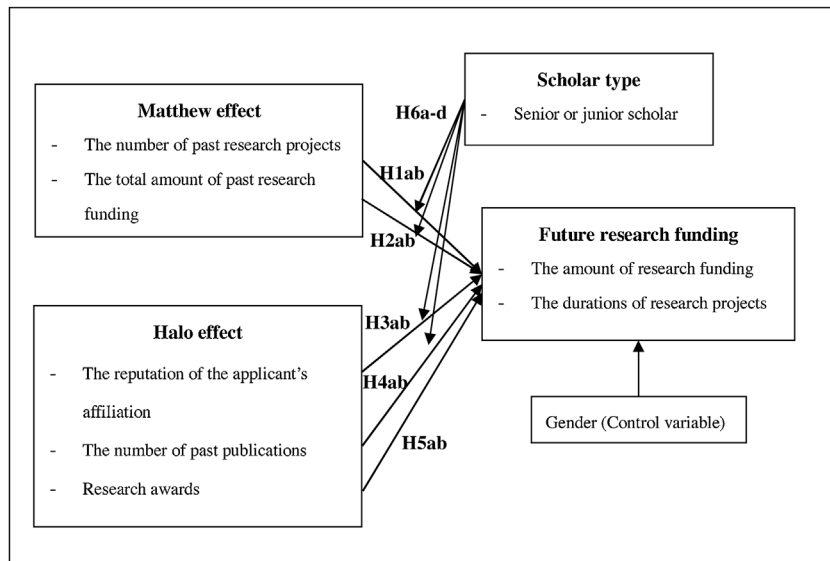 Matthew effect
- The number of past research projects
- The total amount of past research
funding
H6a-d
H1ab
H2ab
Scholar type
- Senior or junior scholar
Future research funding
- The amount of research funding
- The durations of research projects
Halo effect
- The reputation of the applicant's
affiliation
- The number of past publications
- Research awards
H3ab
H4ab
H5ab
Gender (Control variable)